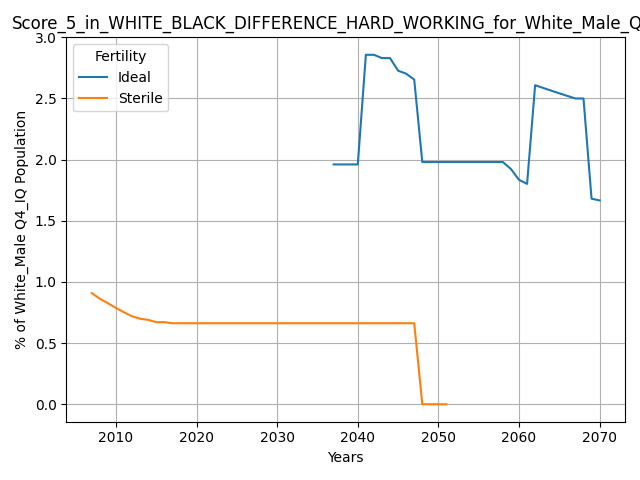 Score_5_in_WHITE_BLACK_DIFFERENCE_HARD_WORKING_for_White_Male_Q
Fertility
Ideal
Sterile
% of White_Male Q4_IQ Population
3.0
2.5
2.0
1.5
1.0
0.5
0.0
2010 2020 2030 2040 2050 2060 2070
Years